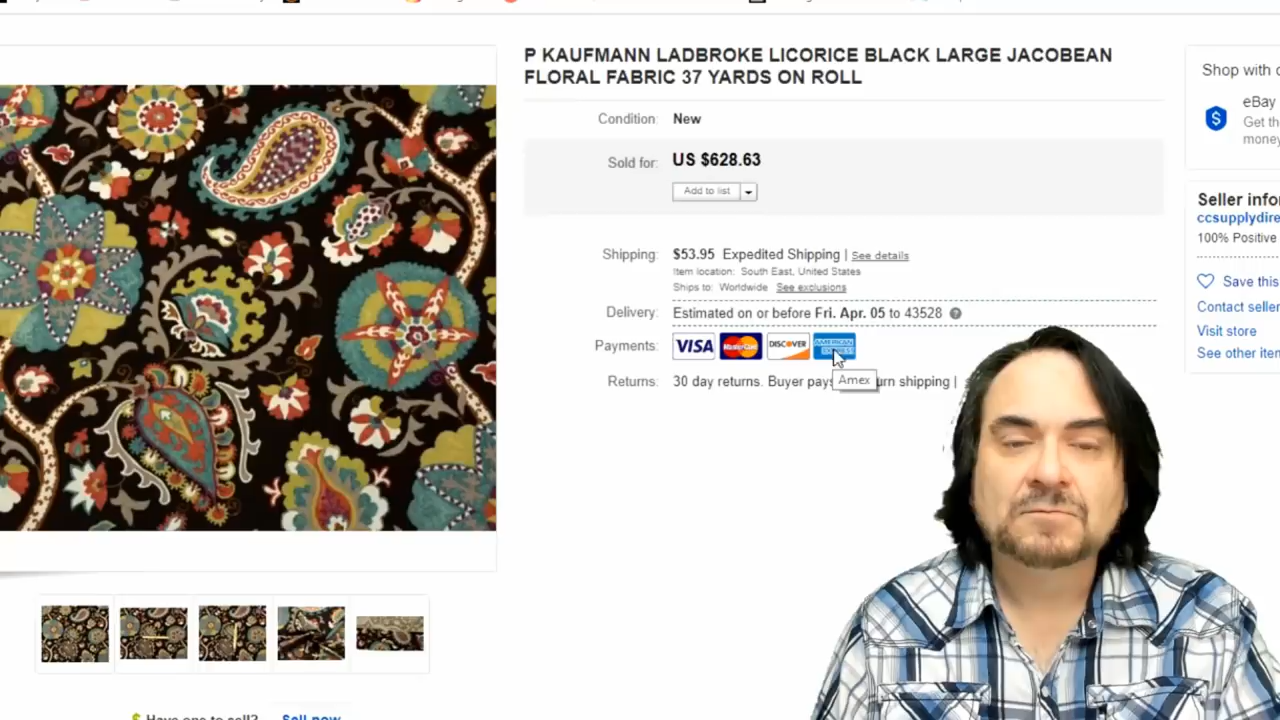 P KAUFMANN LADBROKE LICORICE BLACK LARGE JACOBEAN
FLORAL FABRIC 37 YARDS ON ROLL
Condition: New
Sold for: US $628.63
Add to list
Shipping: $53.95 Expedited Shipping | See details
Item location: South East, United States
Ships to: Worldwide See exclusions
Delivery: Estimated on or before Fri. Apr. 05 to 43528 ?
Payments: VISA MasterCard DISCOVER AMERICAN EXPRESS
Amex
Returns: 30 day returns. Buyer pays urn shipping |
Shop with
eBay
Get th
money
Seller infor
ccsupplydire
100% Positive
Save this
Contact seller
Visit store
See other item
Have one to sell? Sell now